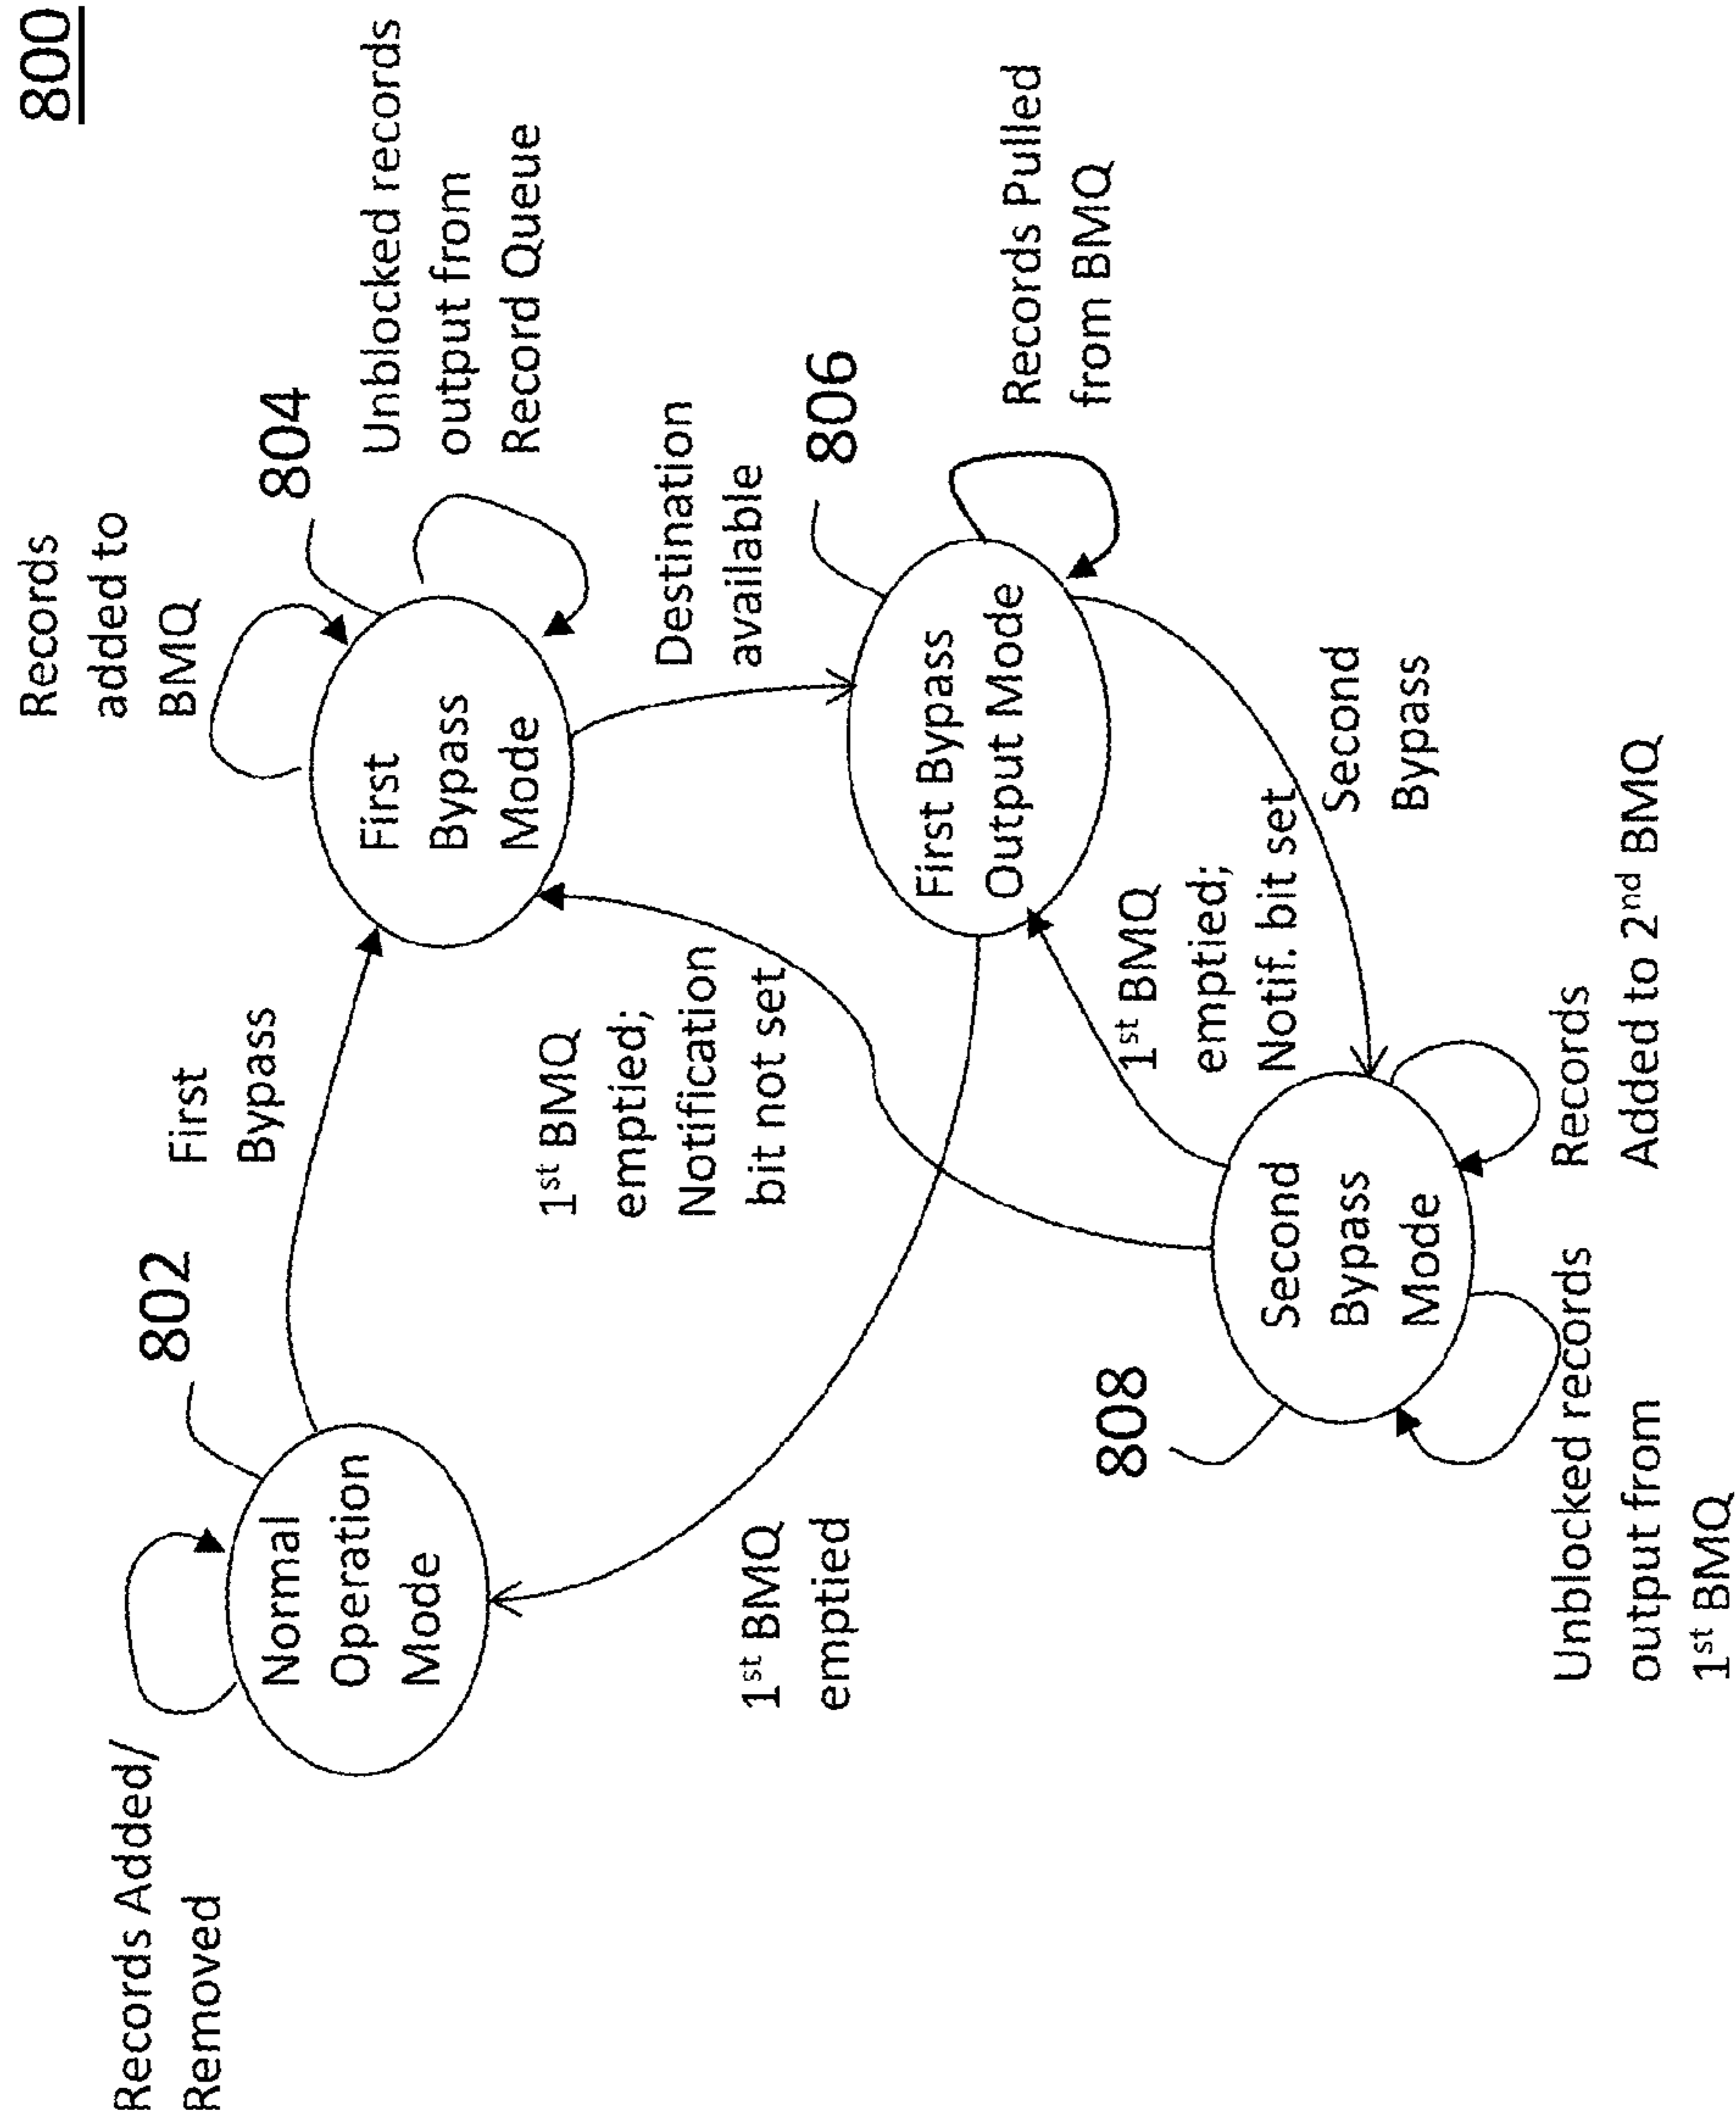 800
Records Added/
Removed
802
Normal
Operation
Mode
First
Bypass
Records
added to
BMQ
804
First
Bypass
Mode
Unblocked records
output from
Record Queue
1st BMQ
emptied;
Notification
bit not set
Destination
available
806
First Bypass
Output Mode
Records Pulled
from BMQ
1st BMQ
emptied
1st BMQ
emptied;
Notif. bit set
Second
Bypass
808
Second
Bypass
Mode
Unblocked records
output from
1st BMQ
Records
Added to 2nd BMQ